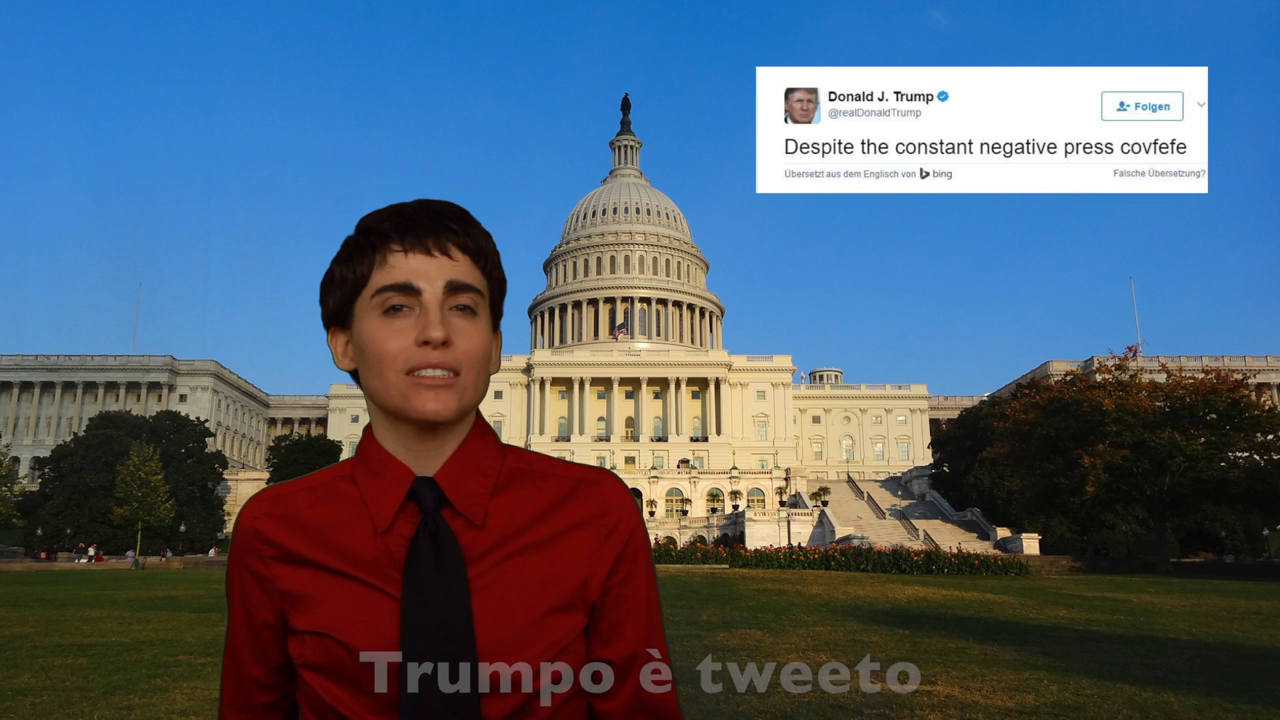 Donald J. Trump
@realDonaldTrump
Folgen
Despite the constant negative press covfefe
Übersetzt aus dem Englisch von bing
Falsche Übersetzung?
Trumpo è tweeto